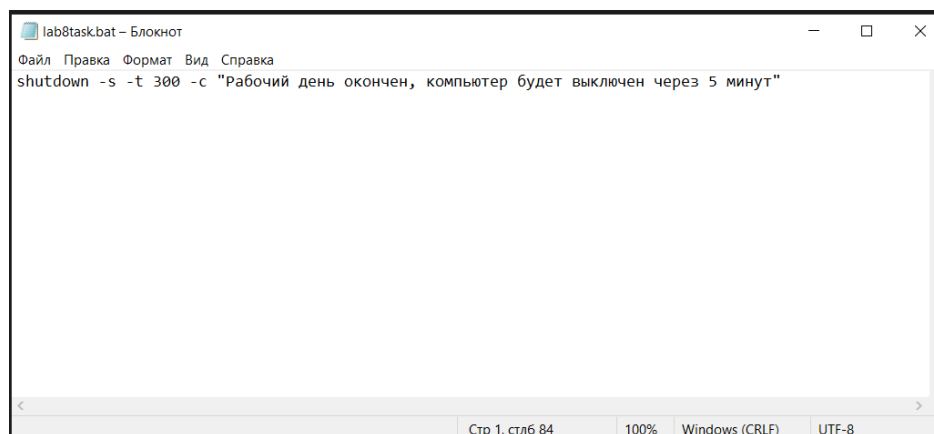 lab8task.bat – Блокнот
Файл Правка Формат Вид Справка
shutdown -s -t 300 -c "Рабочий день окончен, компьютер будет выключен через 5 минут"
Стр 1, стлб 84 100% Windows (CRLF) UTF-8